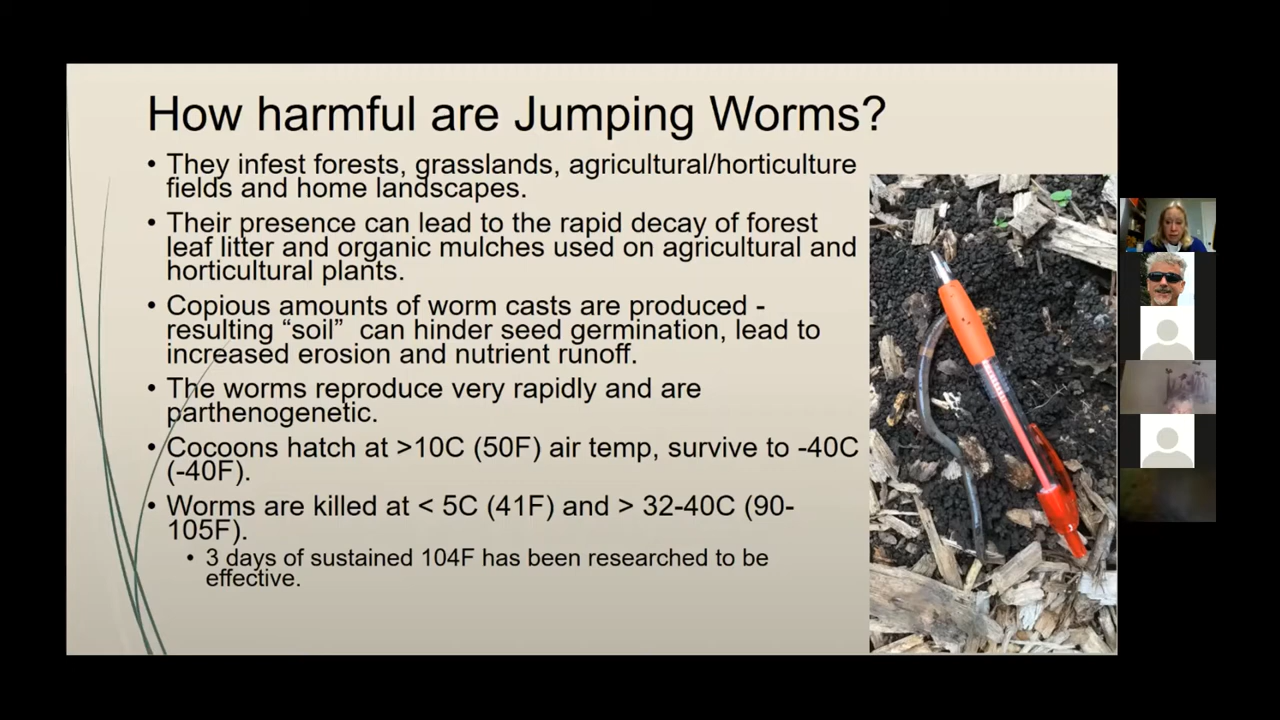 How harmful are Jumping Worms?
• They infest forests, grasslands, agricultural/horticulture
fields and home landscapes.
• Their presence can lead to the rapid decay of forest
leaf litter and organic mulches used on agricultural and
horticultural plants.
• Copious amounts of worm casts are produced -
resulting “soil”  can hinder seed germination, lead to
increased erosion and nutrient runoff.
• The worms reproduce very rapidly and are
parthenogenetic.
• Cocoons hatch at >10C (50F) air temp, survive to -40C
(-40F).
• Worms are killed at < 5C (41F) and > 32-40C (90-
105F).
• 3 days of sustained 104F has been researched to be
effective.